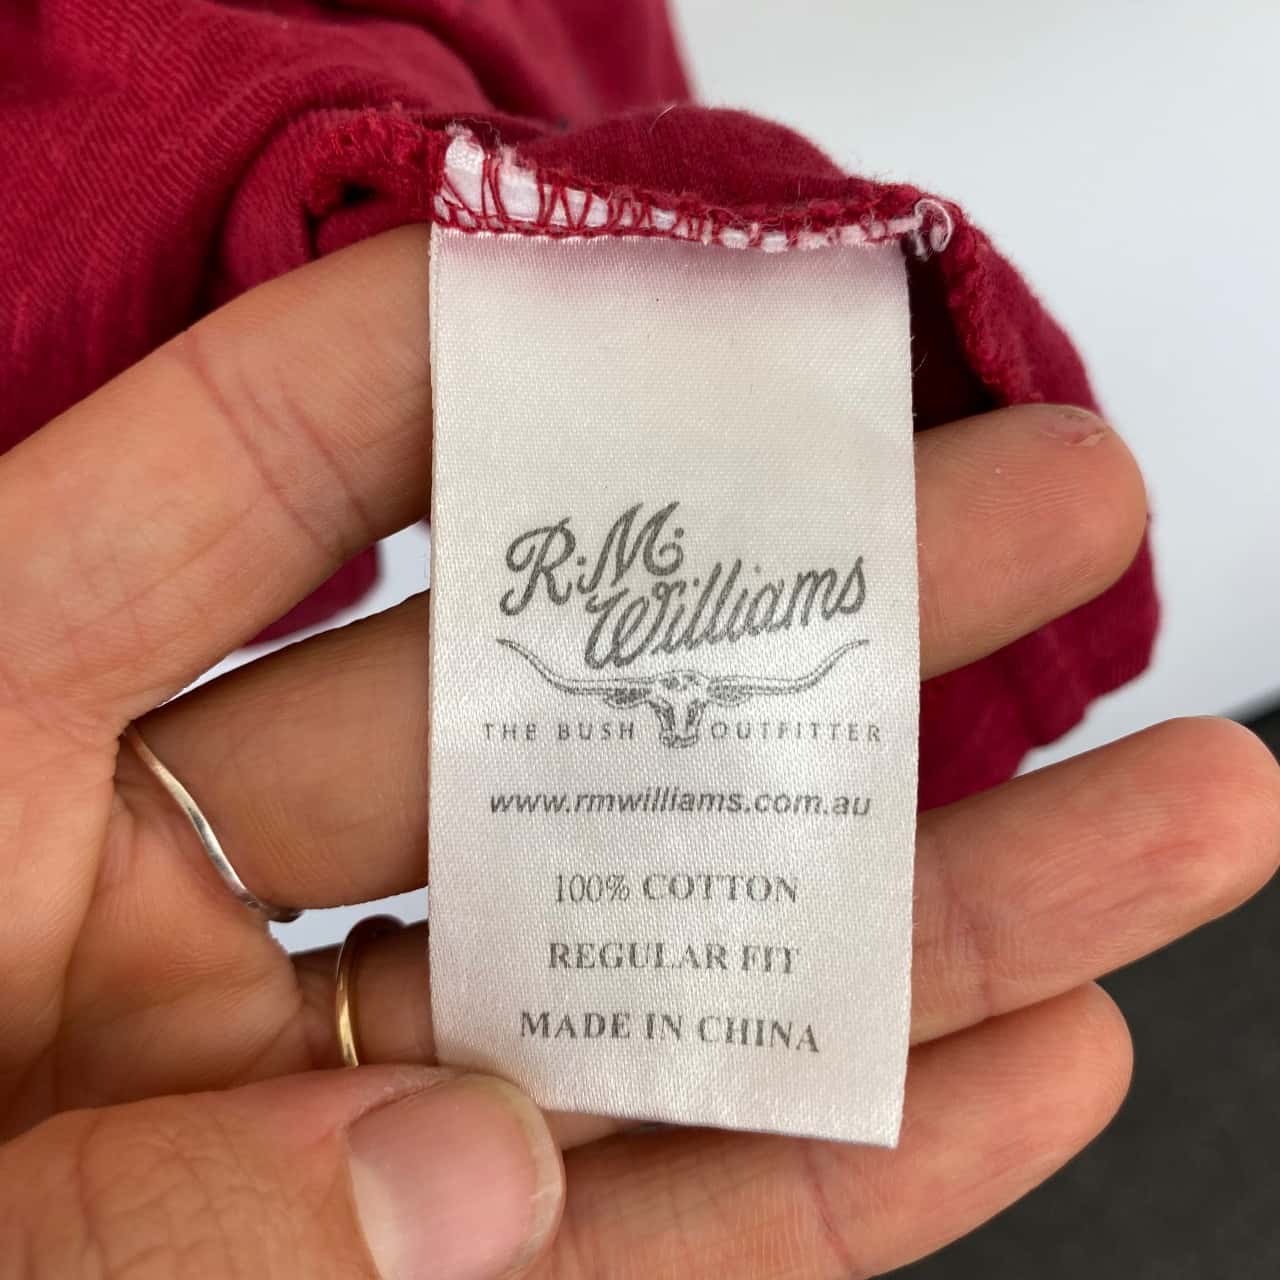 R.M.
Williams
THE BUSH OUTFITTER
www.rmwilliams.com.au
100% COTTON
REGULAR FIT
MADE IN CHINA